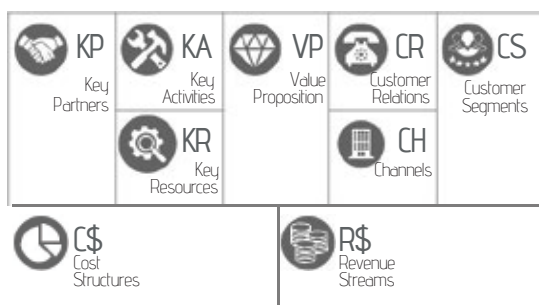 KP
Key
Partners
KA
Key
Activities
KR
Key
Resources
VP
Value
Proposition
CR
Customer
Relations
CH
Channels
CS
Customer
Segments
C$
Cost
Structures
R$
Revenue
Streams